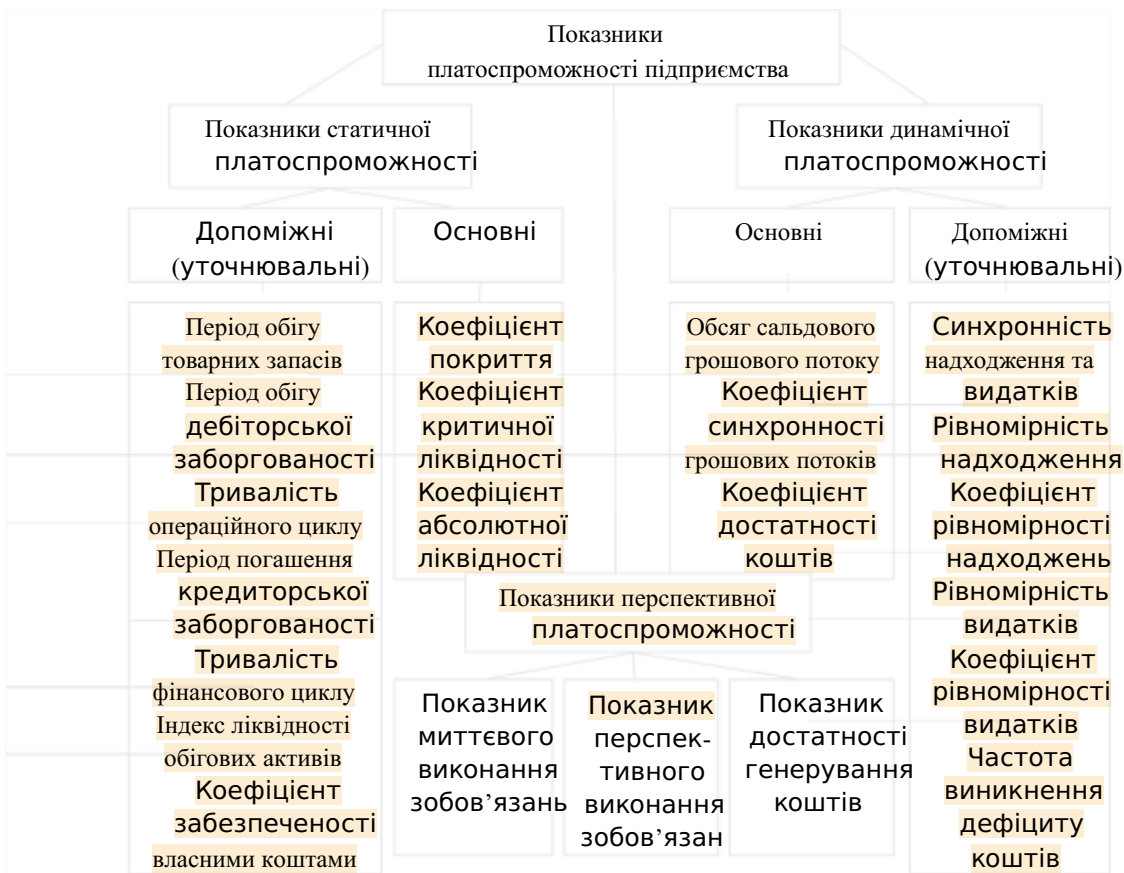 Показники
платоспроможності підприємства
Показники статичної
платоспроможності
Показники динамічної
платоспроможності
Допоміжні
(уточнювальні)
Основні
Основні
Допоміжні
(уточнювальні)
Період обігу
товарних запасів
Період обігу
дебіторської
заборгованості
Тривалість
операційного циклу
Період погашення
кредиторської
заборгованості
Тривалість
фінансового циклу
Індекс ліквідності
обігових активів
Коефіцієнт
забезпеченості
власними коштами
Коефіцієнт
покриття
Коефіцієнт
критичної
ліквідності
Коефіцієнт
абсолютної
ліквідності
Обсяг сальдового
грошового потоку
Коефіцієнт
синхронності
грошових потоків
Коефіцієнт
достатності
коштів
Синхронність
надходження та
видатків
Рівномірність
надходження
Коефіцієнт
рівномірності
надходжень
Рівномірність
видатків
Коефіцієнт
рівномірності
видатків
Частота
виникнення
дефіциту
коштів
Показники перспективної
платоспроможності
Показник
миттєвого
виконання
зобов’язань
Показник
перспек-
тивного
виконання
зобов’язан
Показник
достатності
генерування
коштів